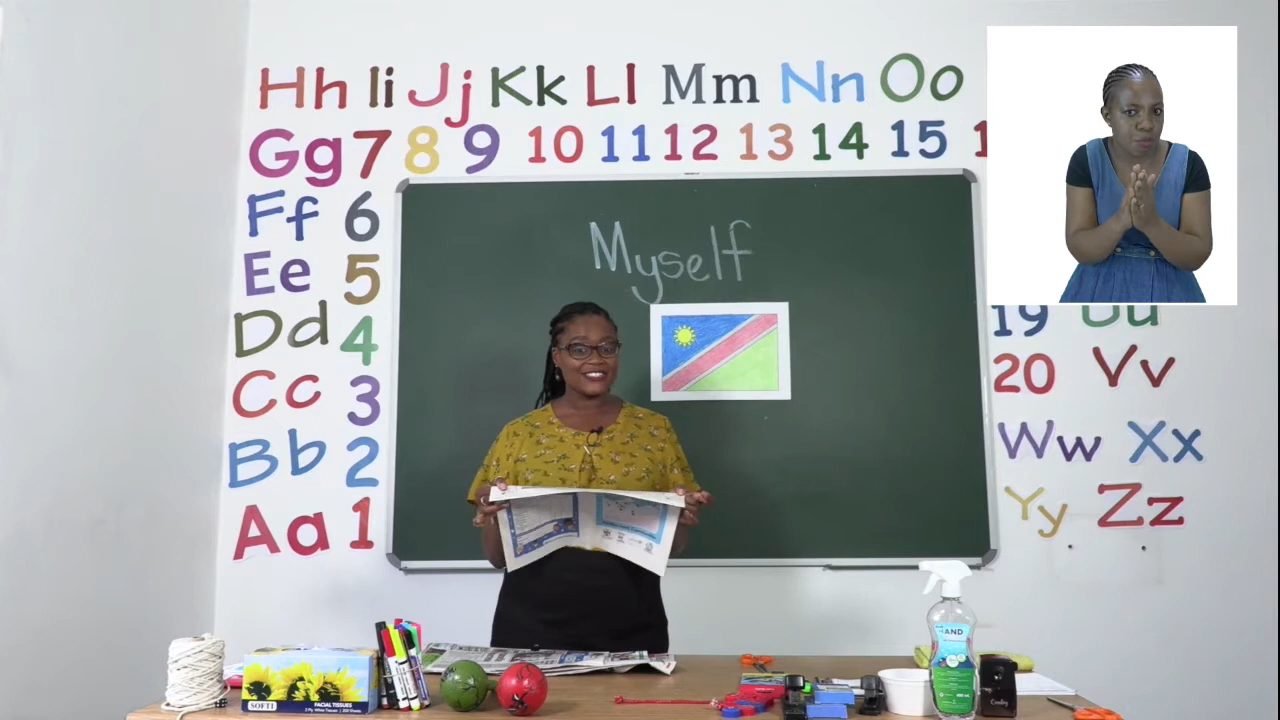 Hh Ii Jj Kk Ll Mm Nn Oo
Gg 7 8 9 10 11 12 13 14 15
Ff 6
Ee 5
Dd 4
Cc 3
Bb 2
Aa 1
Myself
19 Uu
20 Vv
Ww Xx
Yy Zz
SOFTI
FACIAL TISSUES
HAND